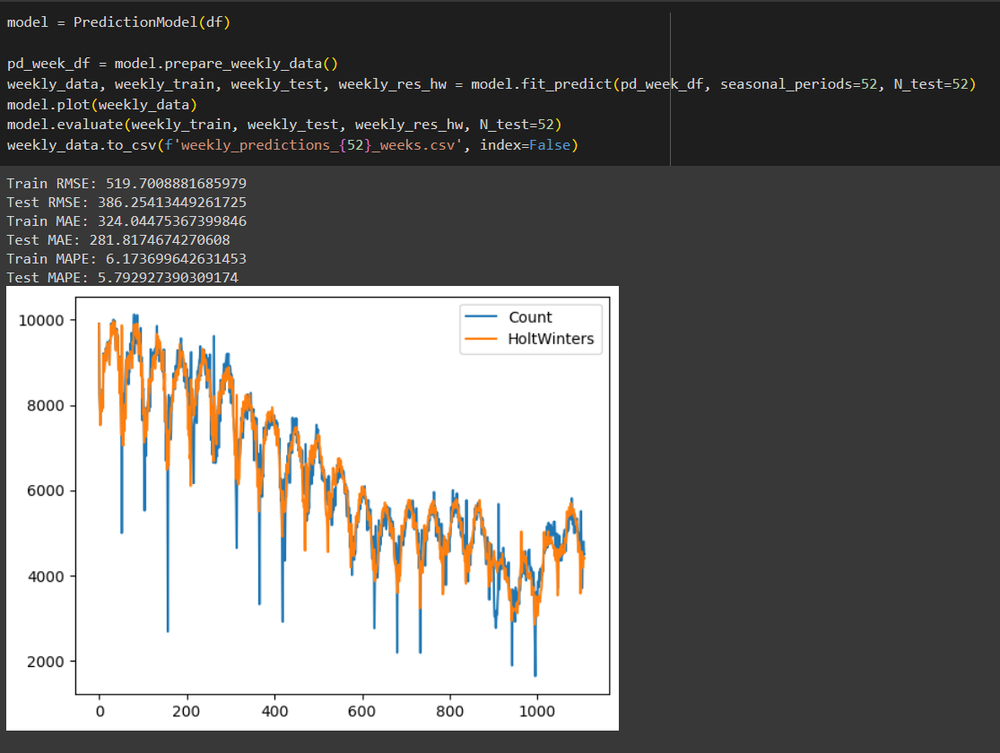 model = PredictionModel(df)
pd_week_df = model.prepare_weekly_data()
weekly_data, weekly_train, weekly_test, weekly_res_hw = model.fit_predict(pd_week_df, seasonal_periods=52, N_test=52)
model.plot(weekly_data)
model.evaluate(weekly_train, weekly_test, weekly_res_hw, N_test=52)
weekly_data.to_csv(f'weekly_predictions_{52}_weeks.csv', index=False)
Train RMSE: 519.7008881685979
Test RMSE: 386.25413449261725
Train MAE: 324.04475367399846
Test MAE: 281.8174674270608
Train MAPE: 6.173699642631453
Test MAPE: 5.792927390309174
Count
HoltWinters
10000
8000
6000
4000
2000
0 200 400 600 800 1000